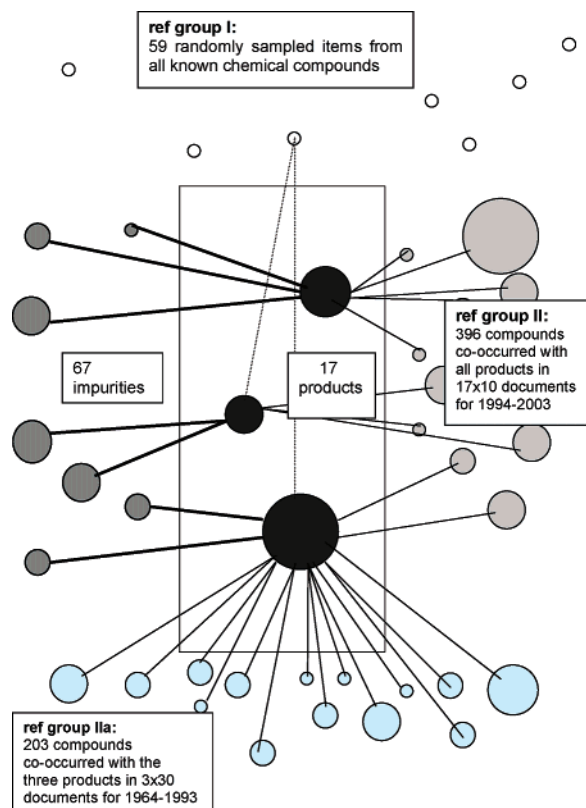 ref group I:
59 randomly sampled items from
all known chemical compounds
ref group II:
396 compounds
co-occurred with
all products in
17x10 documents
for 1994-2003
67
impurities
17
products
ref group IIa:
203 compounds
co-occurred with the
three products in 3x30
documents for 1964-1993